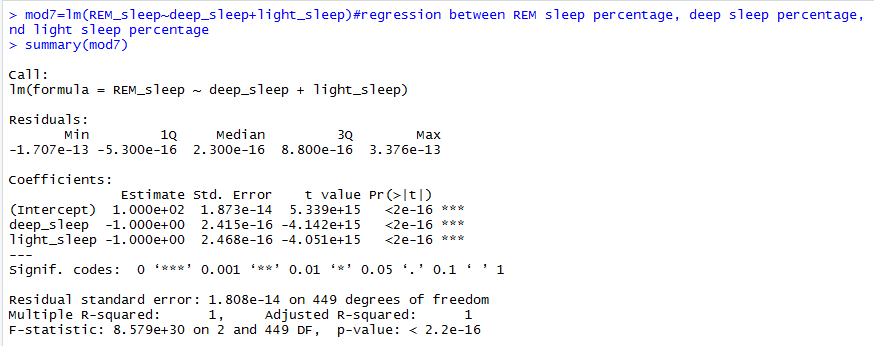 > mod7=lm(REM_sleep~deep_sleep+light_sleep)#regression between REM sleep percentage, deep sleep percentage,
nd light sleep percentage
> summary(mod7)
Call:
lm(formula = REM_sleep ~ deep_sleep + light_sleep)
Residuals:
       Min         1Q     Median         3Q        Max
-1.707e-13 -5.300e-16  2.300e-16  8.800e-16  3.376e-13
Coefficients:
              Estimate Std. Error    t value Pr(>|t|)
(Intercept)  1.000e+02  1.873e-14  5.339e+15   <2e-16 ***
deep_sleep  -1.000e+00  2.415e-16 -4.142e+15   <2e-16 ***
light_sleep -1.000e+00  2.468e-16 -4.051e+15   <2e-16 ***
---
Signif. codes:  0 ‘***’ 0.001 ‘**’ 0.01 ‘*’ 0.05 ‘.’ 0.1 ‘ ’ 1
Residual standard error: 1.808e-14 on 449 degrees of freedom
Multiple R-squared:      1,     Adjusted R-squared:      1
F-statistic: 8.579e+30 on 2 and 449 DF,  p-value: < 2.2e-16